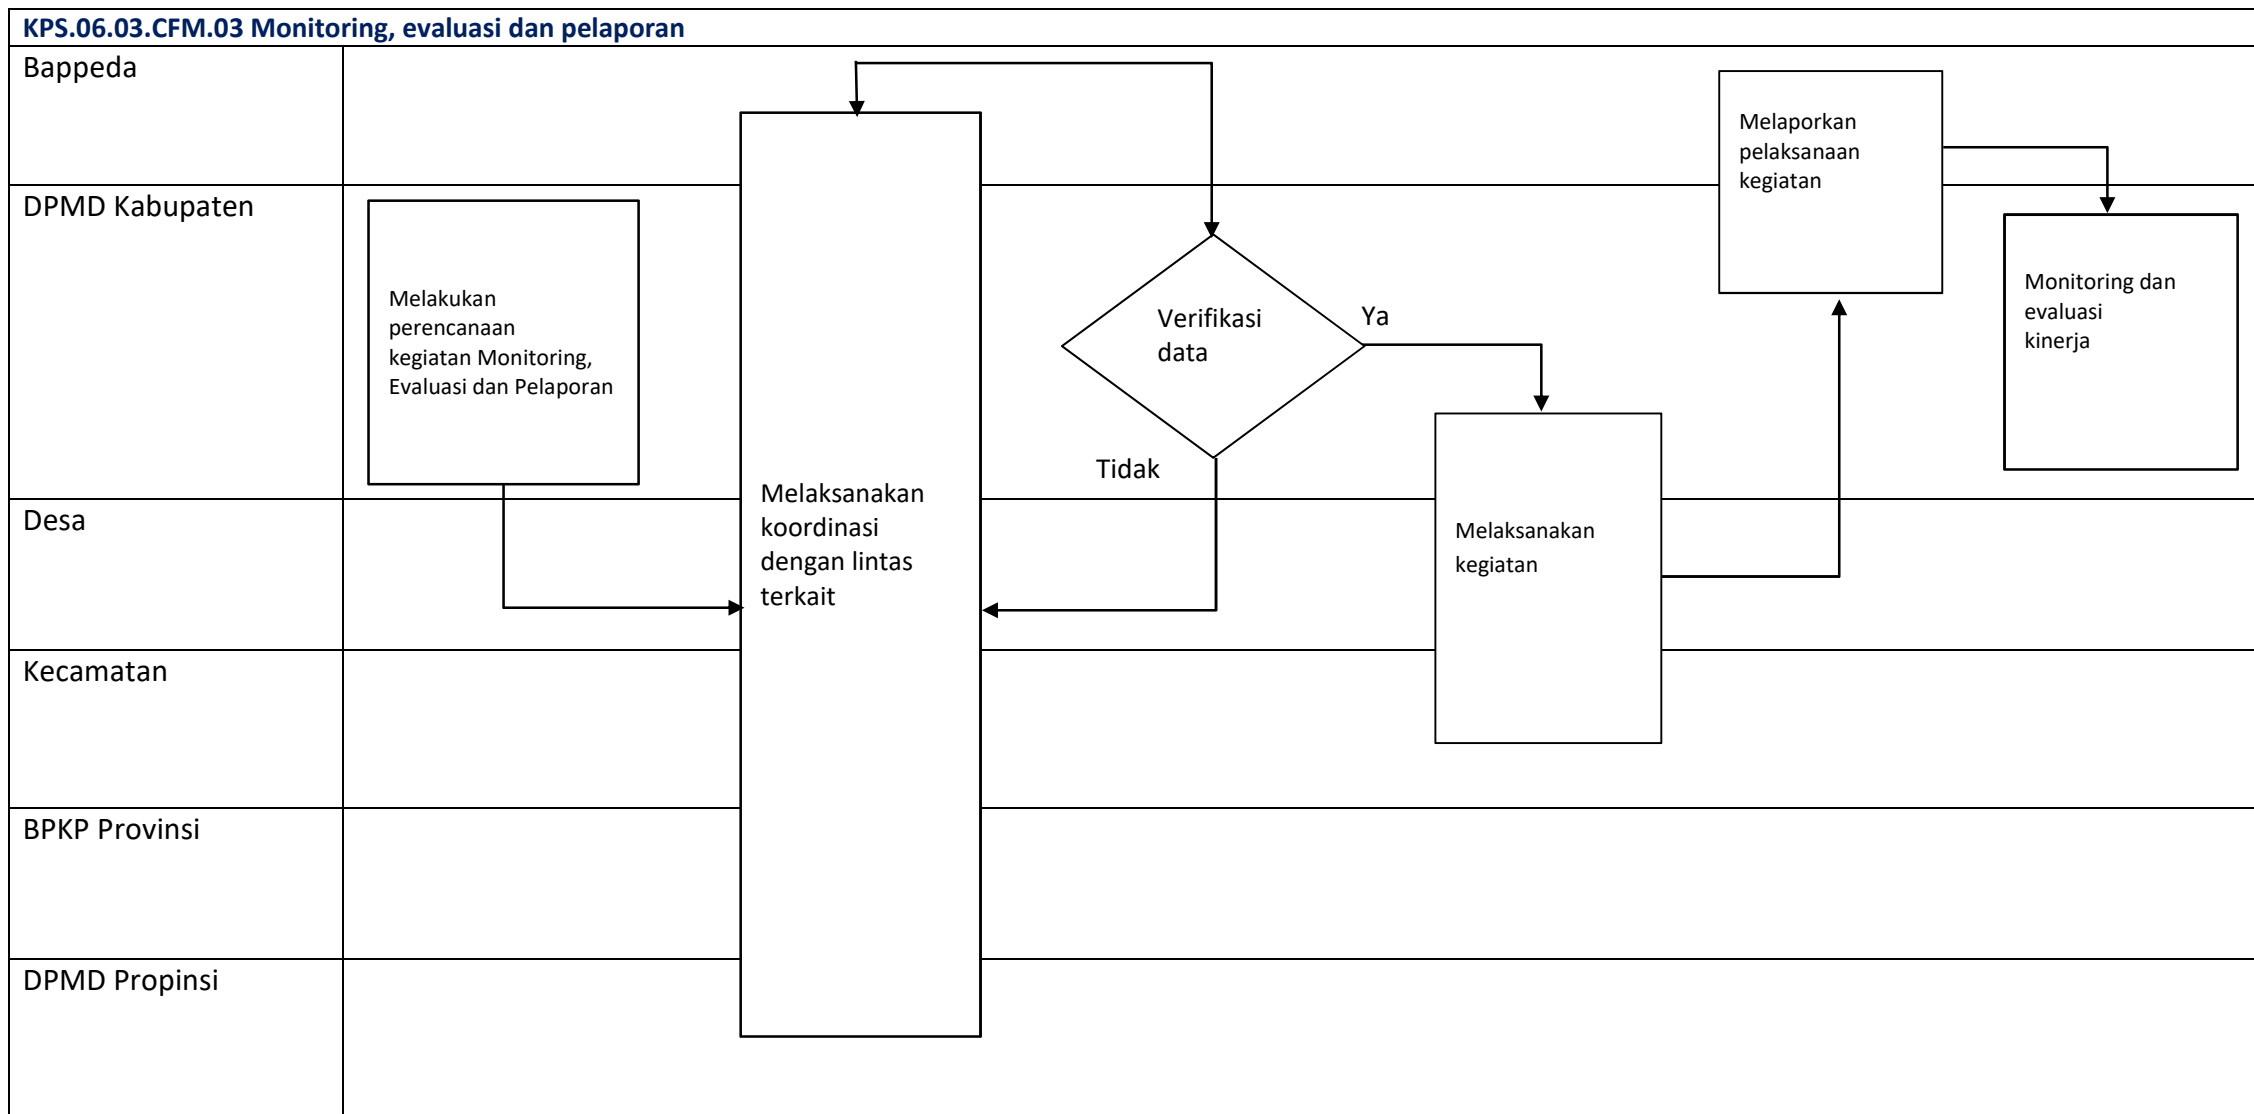 KPS.06.03.CFM.03 Monitoring, evaluasi dan pelaporan
Bappeda
Melaporkan
pelaksanaan
kegiatan
DPMD Kabupaten
Melakukan
perencanaan
kegiatan Monitoring,
Evaluasi dan Pelaporan
Verifikasi
data
Ya
Tidak
Monitoring dan
evaluasi
kinerja
Desa
Melaksanakan
koordinasi
dengan lintas
terkait
Melaksanakan
kegiatan
Kecamatan
BPKP Provinsi
DPMD Propinsi